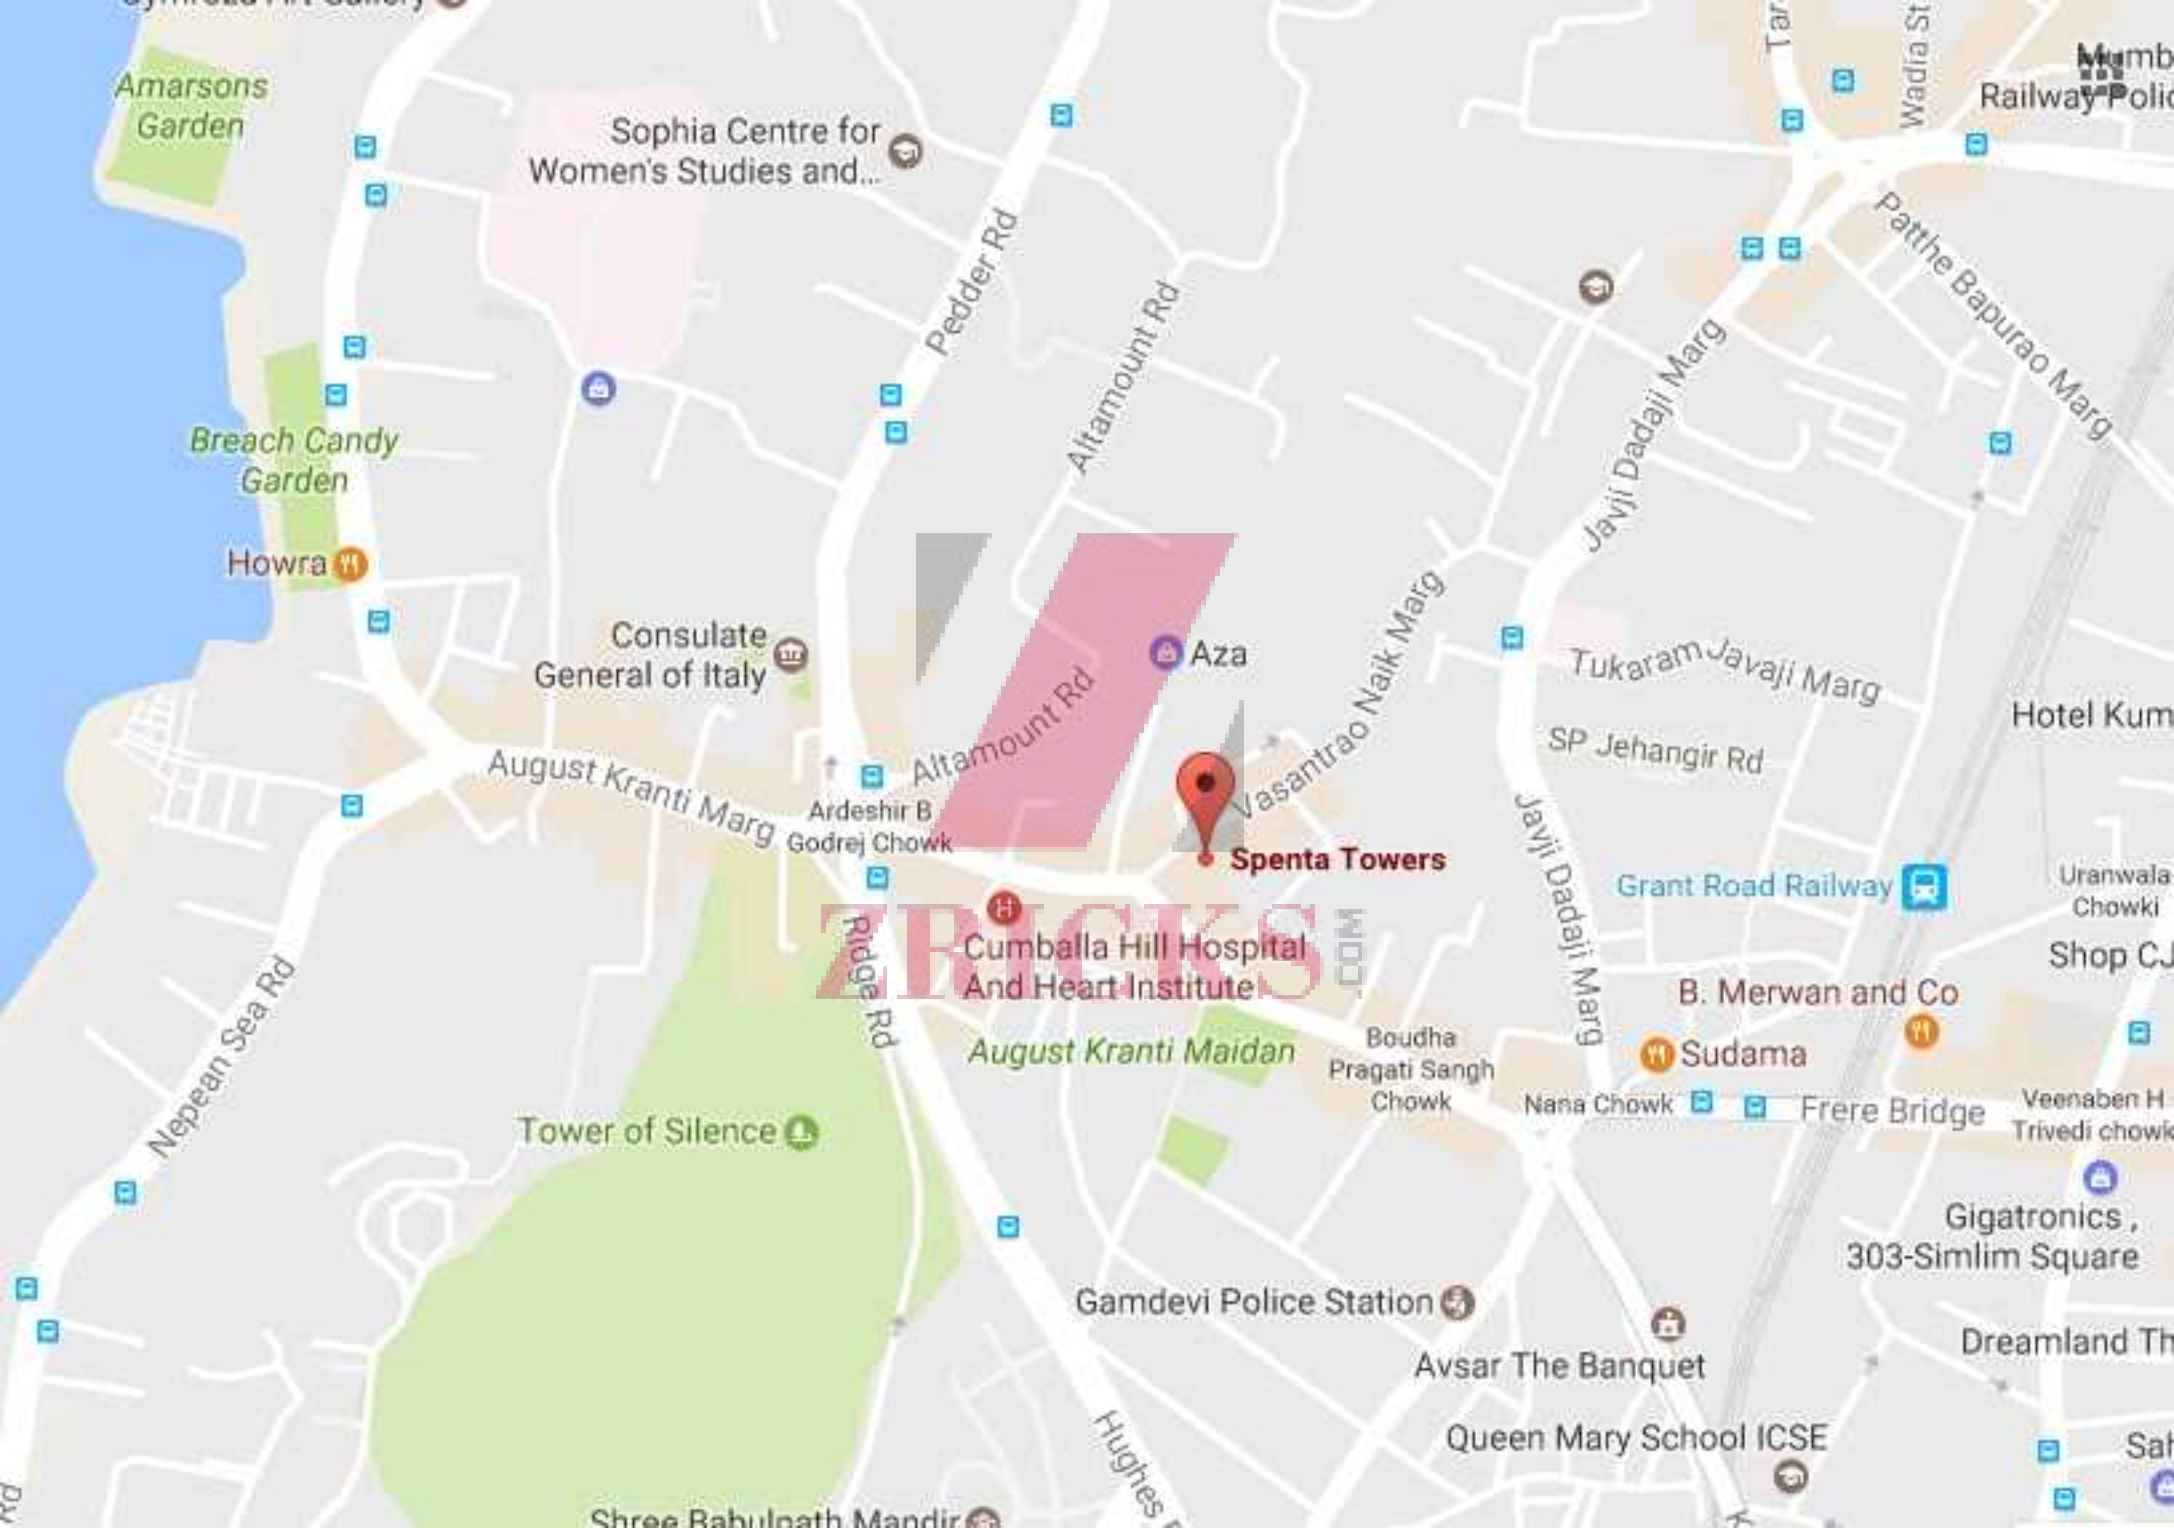 Amarsons
Garden
Sophia Centre for
Women's Studies and...
Wadra St
Railway
Pedder Rd
Patthe Bapurao Marg
Altamount Rd
Javji Dadaji Marg
Breach Candy
Garden
Howra
Consulate
General of Italy
Aza
Vasantrao Naik Marg
Tukaram Javaji Marg
Altamount Rd
Hotel Kum
SP Jehangir Rd
August Kranti Marg
Ardeshir B
Godrej Chowk
Spenta Towers
Javji Dadaji Marg
Grant Road Railway
Uranwala
Chowki
ZRICKS
.COM
H
Cumballa Hill Hospital
And Heart Institute
Ridge Rd
Shop CJ
B. Merwan and Co
Nepean Sea Rd
August Kranti Maidan
Boudha
Pragati Sangh
Chowk
Sudama
Nana Chowk
Frere Bridge
Veenaben H
Trivedi chowk
Tower of Silence
Gigatronics ,
303-Simlim Square
Gamdevi Police Station
Avsar The Banquet
Dreamland Th
Queen Mary School ICSE
Hughes
Sah
Rd
Shree Babulnath Mandir